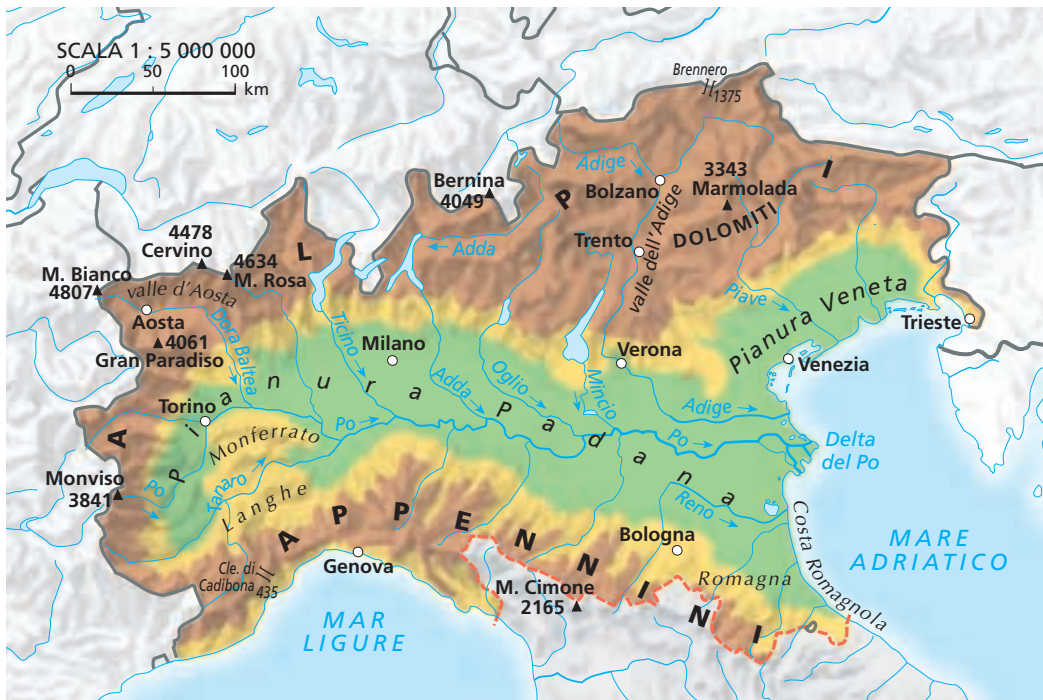 SCALA 1 : 5 000 000
0 50 100
km
Brennero
1375
Adige
Bolzano
3343
Marmolada
Bernina
4049
P
I
DOLOMITI
valle dell'Adige
Trento
4478
Cervino
L
Adda
4634
M. Rosa
M. Bianco
4807
valle d'Aosta
Aosta
4061
Gran Paradiso
Dora Baltea
Ticino
Milano
Piave
Pianura Veneta
Trieste
Verona
Venezia
Adda
Oglio
Mincio
Adige
Torino
Pianura Padana
Po
Po
Delta
del Po
A
Monferrato
Tanaro
Langhe
Monviso
3841
Po
Reno
Bologna
Costa Romagnola
MARE
ADRIATICO
APPENNINI
Genova
Cle. di
Cadibona
435
Romagna
M. Cimone
2165
MAR
LIGURE